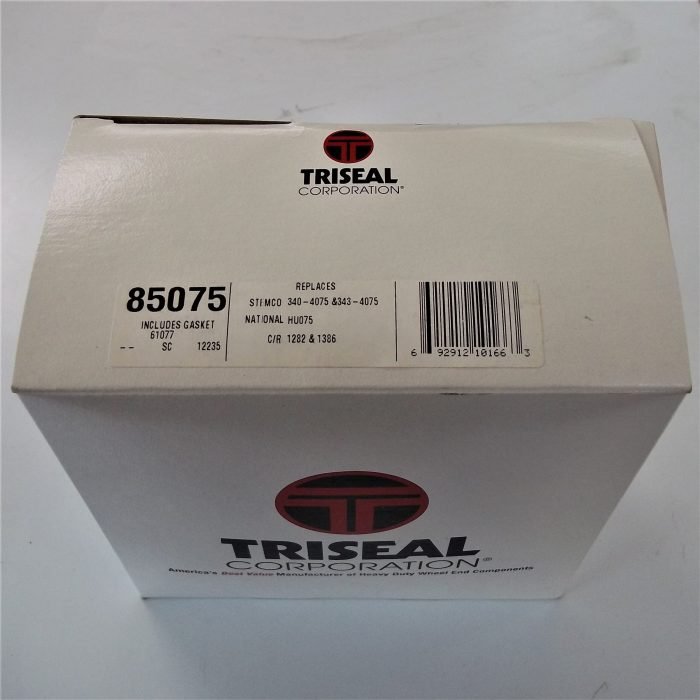 TRISEAL
CORPORATION®
85075
INCLUDES GASKET
61077
-- SC 12235
REPLACES
STEMCO 340-4075 &343-4075
NATIONAL HU075
C/R 1282 & 1386
6 92912 10166 3
TRISEAL
CORPORATION®
America's Best Value Manufacturer of Heavy Duty Wheel End Components